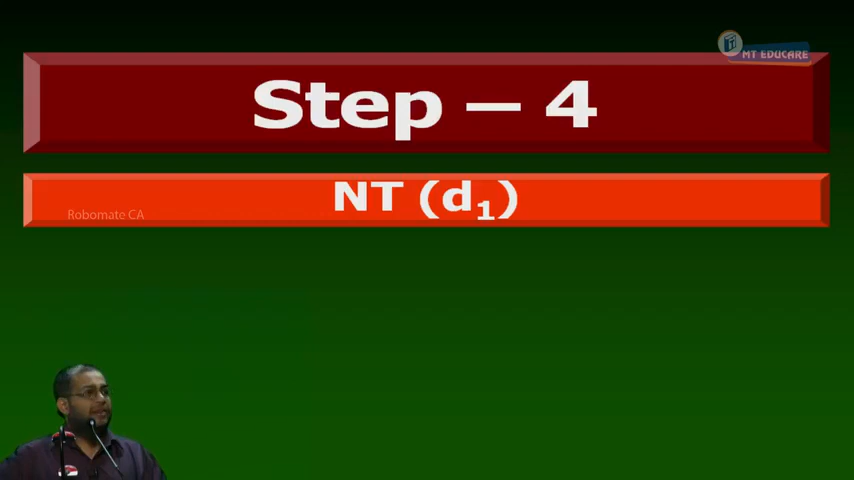 MT EDUCARE
Step – 4
NT (d₁)
Robomate CA